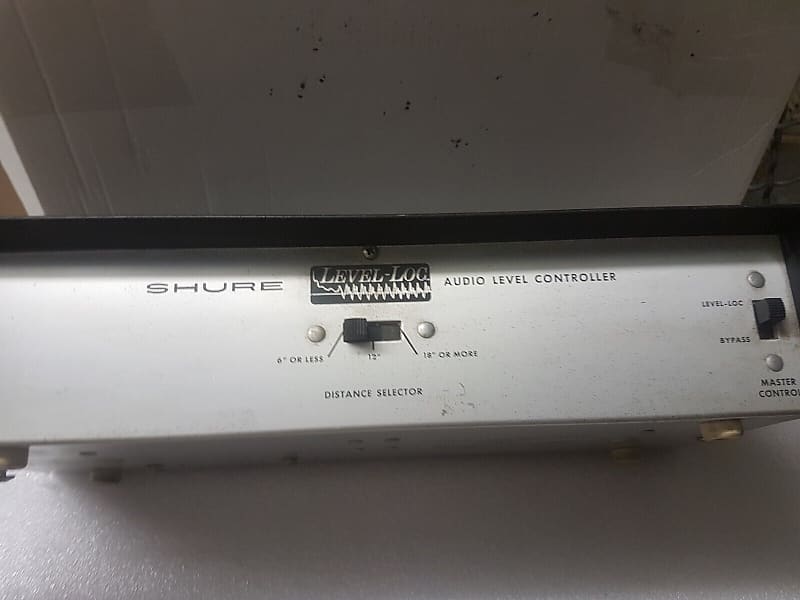 SHURE
LEVEL-LOC
AUDIO LEVEL CONTROLLER
6" OR LESS
12"
18" OR MORE
DISTANCE SELECTOR
LEVEL-LOC
BYPASS
MASTER
CONTROL